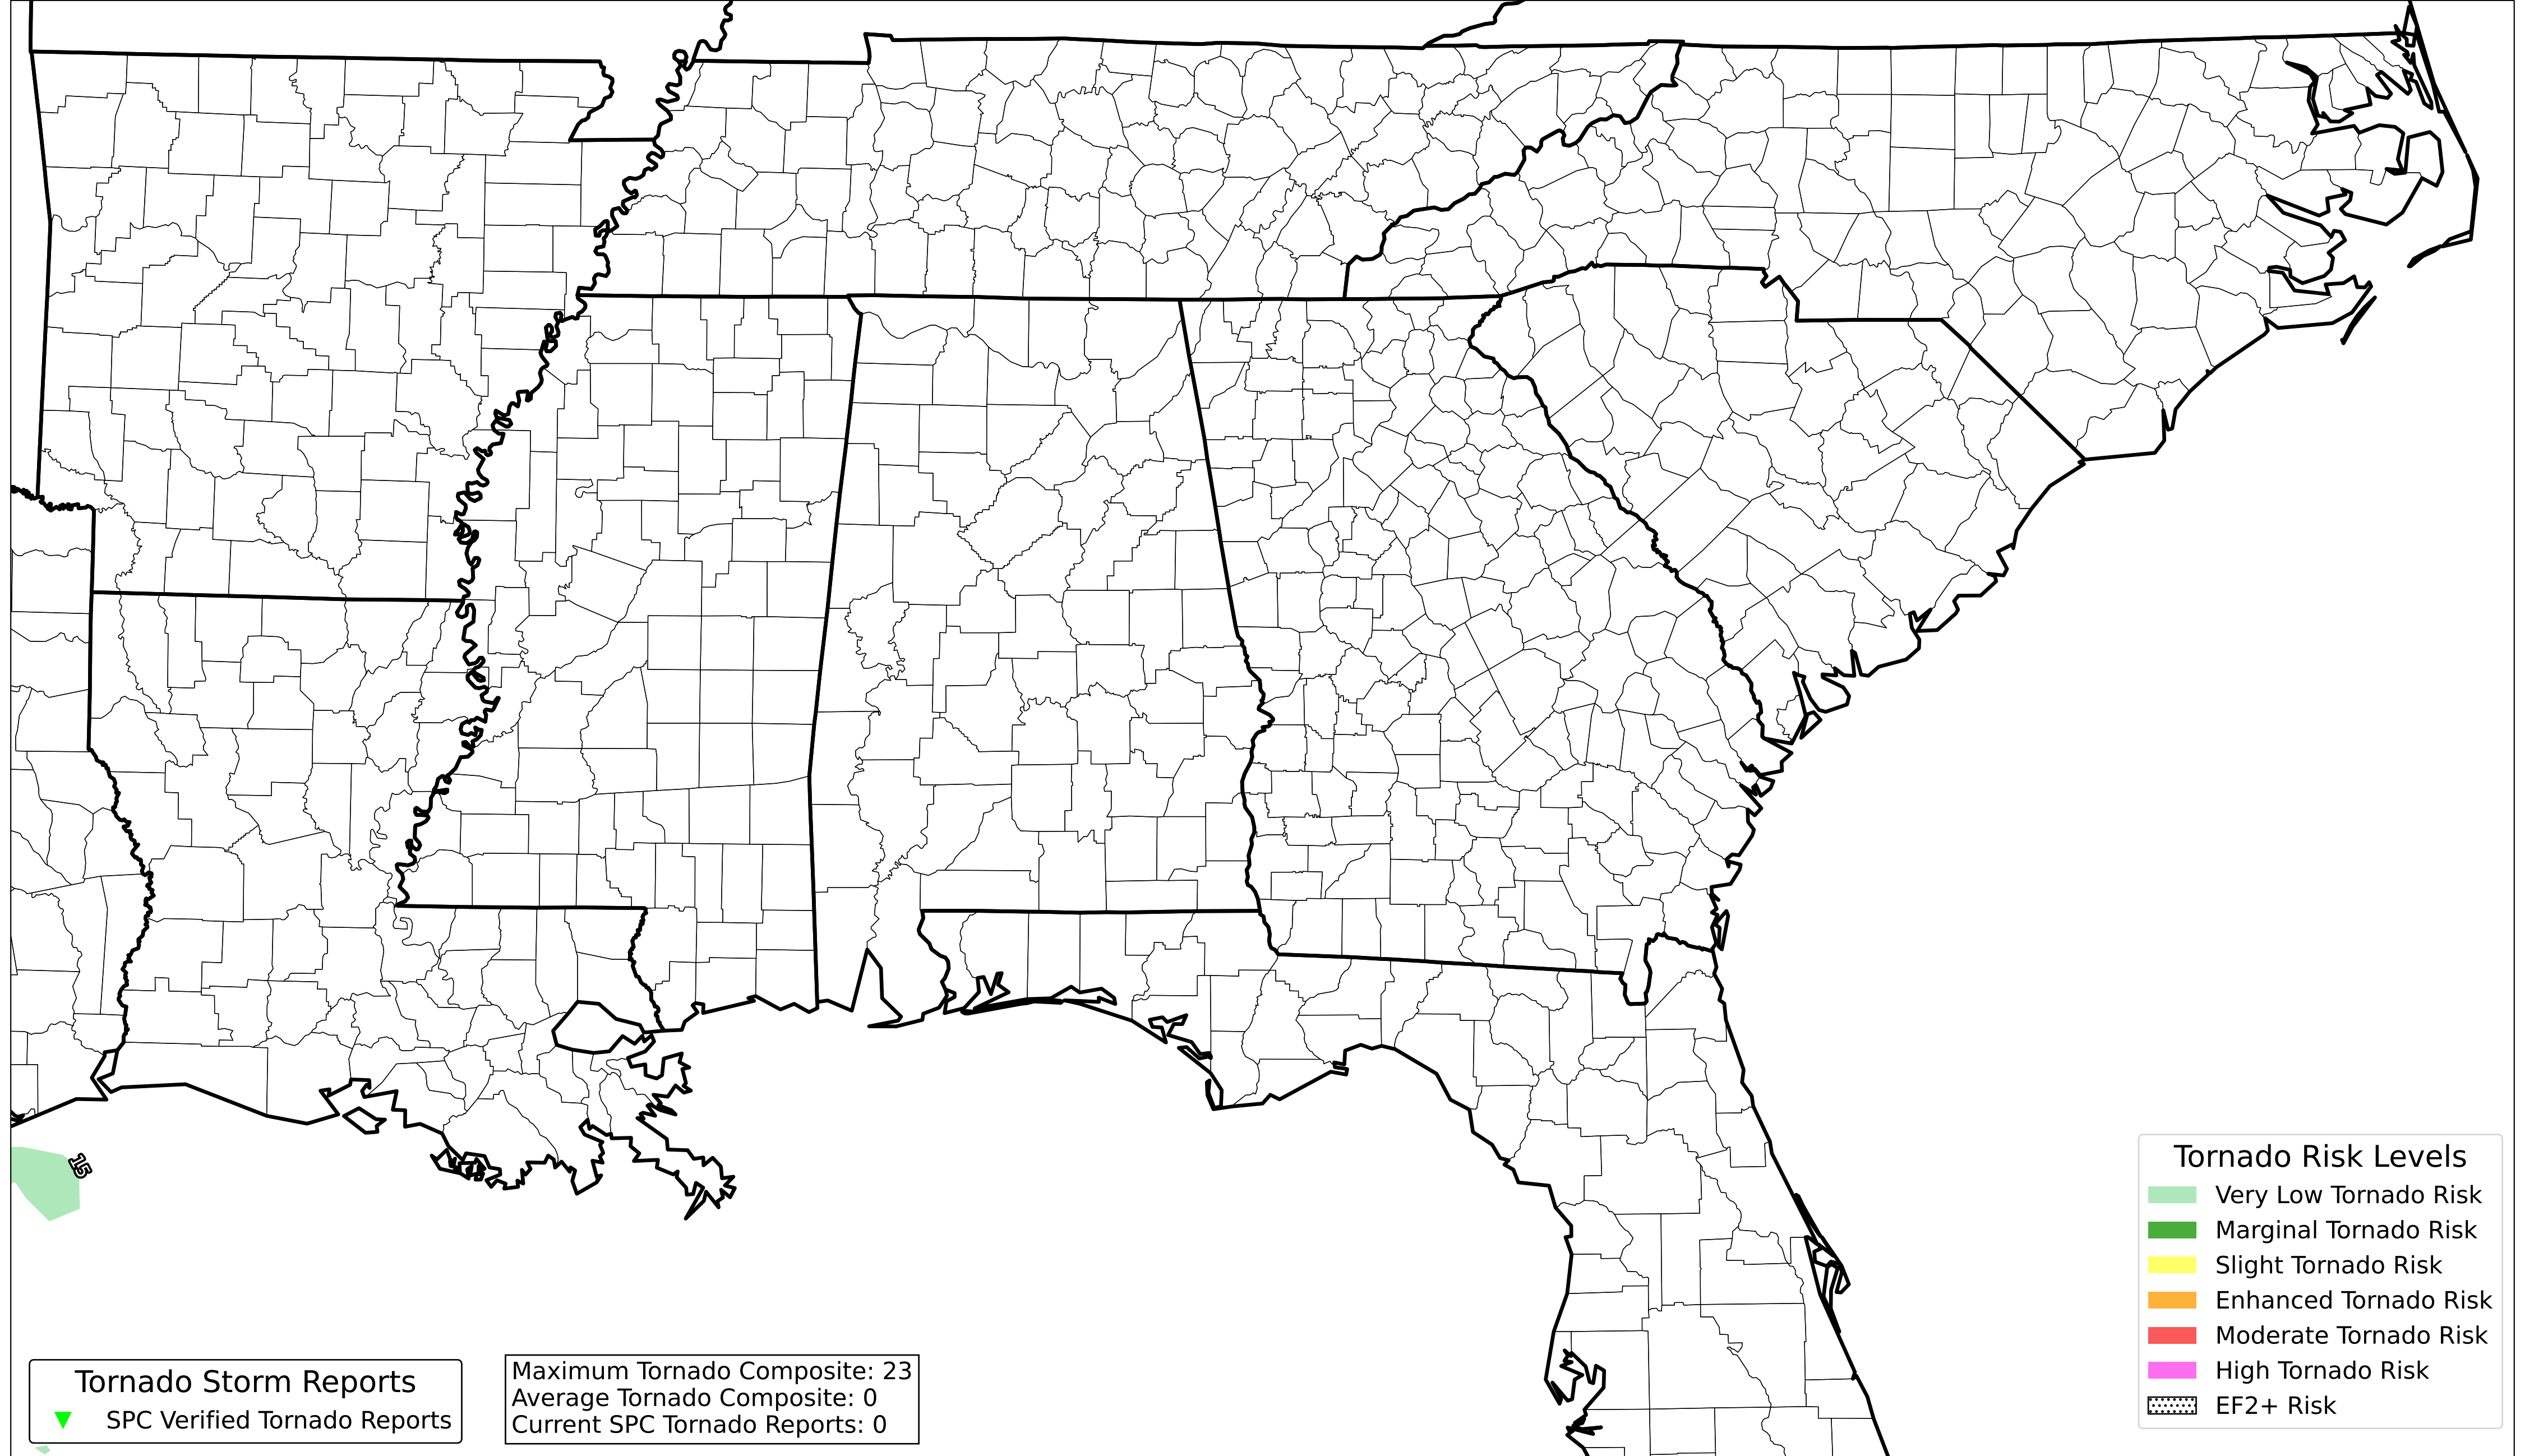 15
Tornado Risk Levels
Very Low Tornado Risk
Marginal Tornado Risk
Slight Tornado Risk
Enhanced Tornado Risk
Moderate Tornado Risk
High Tornado Risk
EF2+ Risk
Tornado Storm Reports
SPC Verified Tornado Reports
Maximum Tornado Composite: 23
Average Tornado Composite: 0
Current SPC Tornado Reports: 0